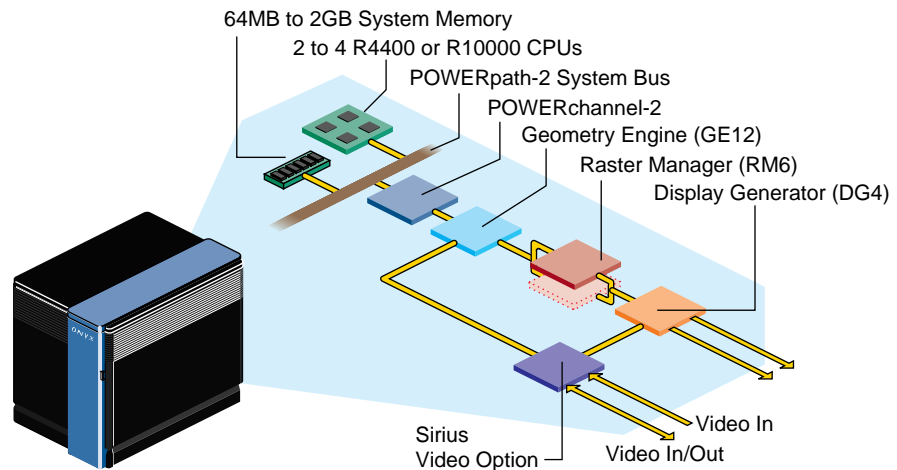 64MB to 2GB System Memory
2 to 4 R4400 or R10000 CPUs
POWERpath-2 System Bus
POWERchannel-2
Geometry Engine (GE12)
Raster Manager (RM6)
Display Generator (DG4)
ONYX
Video In
Sirius
Video Option
Video In/Out